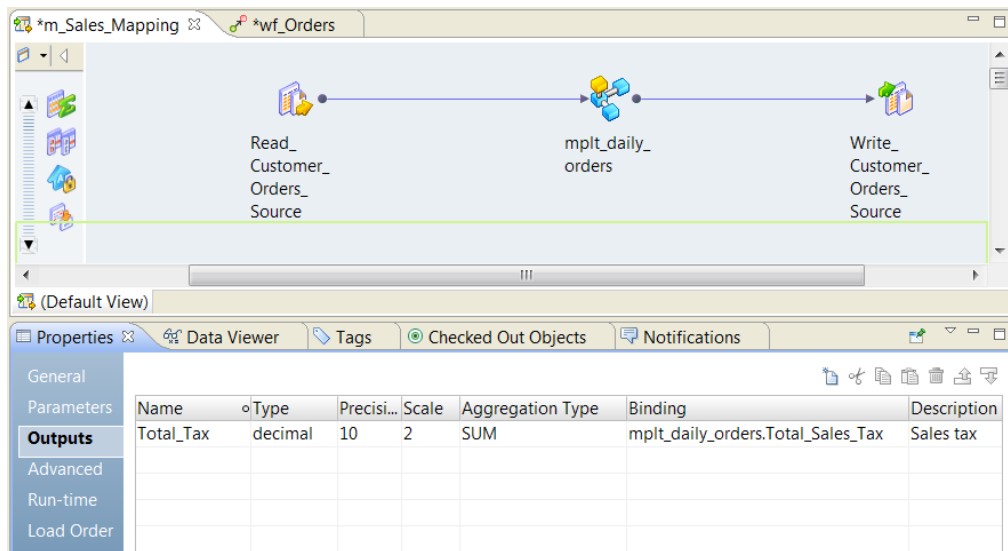 *m_Sales_Mapping *wf_Orders
Read_ mplt_daily_ Write_
Customer_ orders Customer_
Orders_ Orders_
Source Source
(Default View)
Properties Data Viewer Tags Checked Out Objects Notifications
General
Parameters
Outputs
Advanced
Run-time
Load Order
Name Type Precisi... Scale Aggregation Type Binding Description
Total_Tax decimal 10 2 SUM mplt_daily_orders.Total_Sales_Tax Sales tax